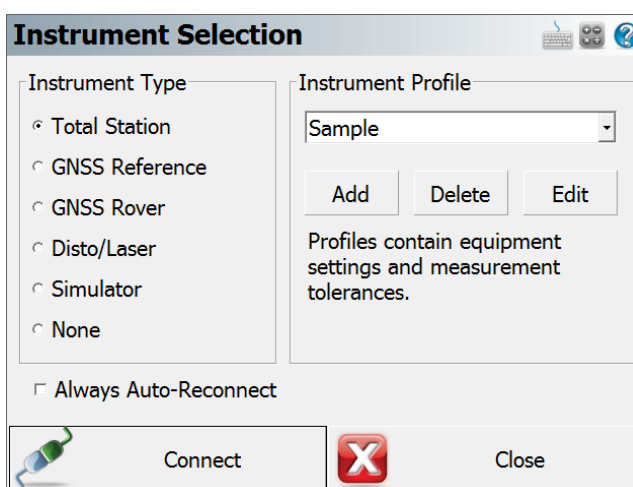 Instrument Selection
Instrument Type
Total Station
GNSS Reference
GNSS Rover
Disto/Laser
Simulator
None
Instrument Profile
Sample
Add
Delete
Edit
Profiles contain equipment
settings and measurement
tolerances.
Always Auto-Reconnect
Connect
Close